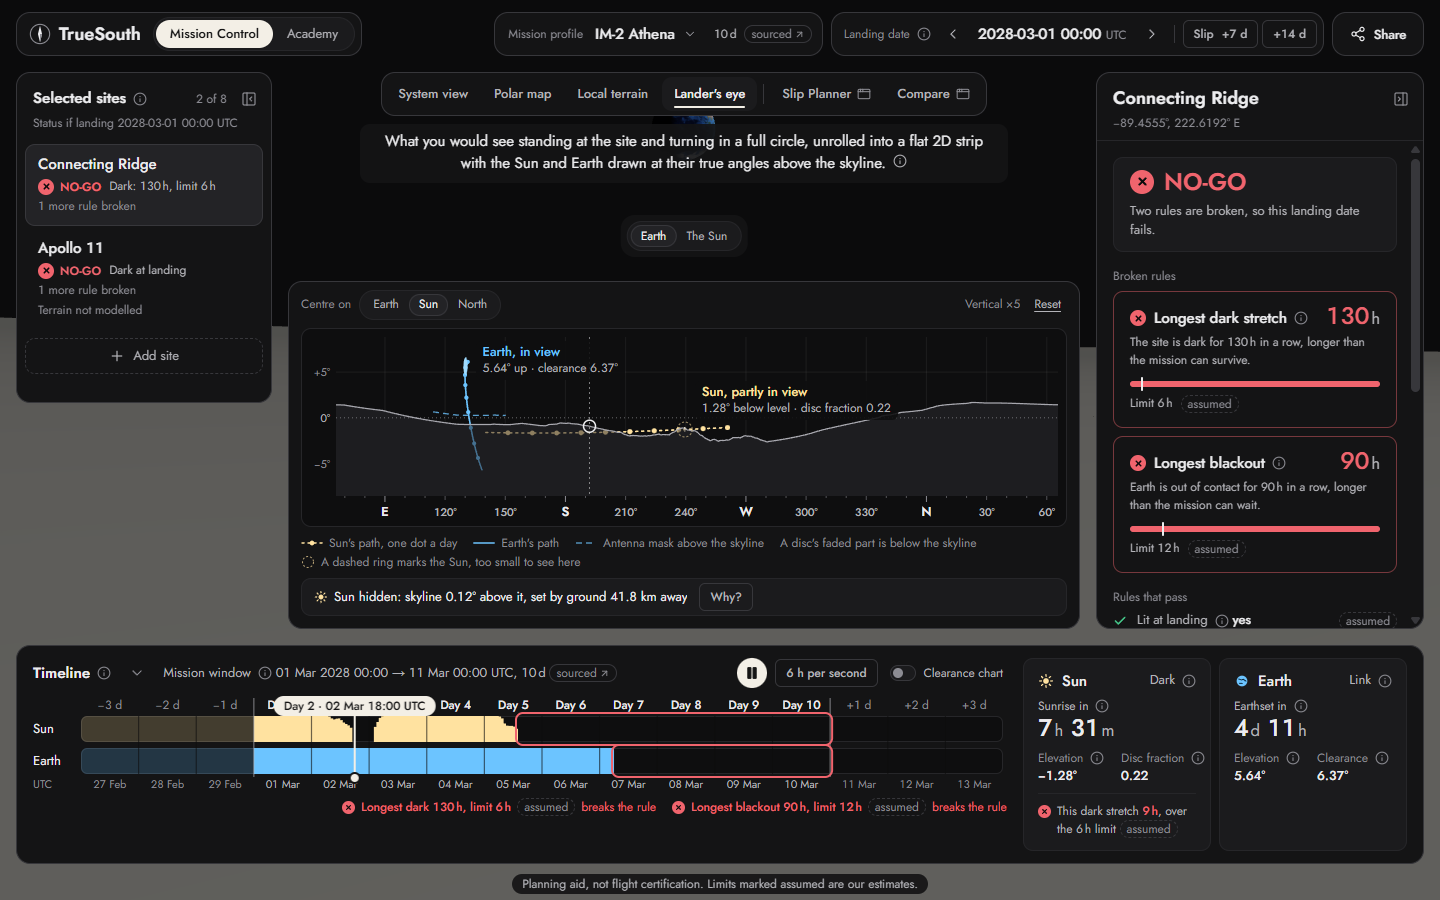 TrueSouth
Mission Control
Academy
Mission profile
IM-2 Athena
10 d
sourced ↗
Landing date
2028-03-01 00:00 UTC
Slip +7 d
+14 d
Share
Selected sites
2 of 8
Status if landing 2028-03-01 00:00 UTC
Connecting Ridge
NO-GO Dark: 130 h, limit 6 h
1 more rule broken
Apollo 11
NO-GO Dark at landing
1 more rule broken
Terrain not modelled
+ Add site
System view
Polar map
Local terrain
Lander's eye
Slip Planner
Compare
What you would see standing at the site and turning in a full circle, unrolled into a flat 2D strip
with the Sun and Earth drawn at their true angles above the skyline.
Earth
The Sun
Centre on
Earth
Sun
North
Vertical ×5
Reset
Earth, in view
5.64° up · clearance 6.37°
Sun, partly in view
1.28° below level · disc fraction 0.22
+5°
0°
−5°
E 120° 150° S 210° 240° W 300° 330° N 30° 60°
Sun's path, one dot a day
Earth's path
Antenna mask above the skyline
A disc's faded part is below the skyline
A dashed ring marks the Sun, too small to see here
Sun hidden: skyline 0.12° above it, set by ground 41.8 km away
Why?
Connecting Ridge
−89.4555°, 222.6192° E
NO-GO
Two rules are broken, so this landing date
fails.
Broken rules
Longest dark stretch
130 h
The site is dark for 130 h in a row, longer than
the mission can survive.
Limit 6 h
assumed
Longest blackout
90 h
Earth is out of contact for 90 h in a row, longer
than the mission can wait.
Limit 12 h
assumed
Rules that pass
Lit at landing
yes
assumed
Timeline
Mission window
01 Mar 2028 00:00 → 11 Mar 00:00 UTC, 10 d
sourced ↗
6 h per second
Clearance chart
−3 d −2 d −1 d D
Day 2 · 02 Mar 18:00 UTC
Day 4 Day 5 Day 6 Day 7 Day 8 Day 9 Day 10 +1 d +2 d +3 d
Sun
Earth
UTC 27 Feb 28 Feb 29 Feb 01 Mar 02 Mar 03 Mar 04 Mar 05 Mar 06 Mar 07 Mar 08 Mar 09 Mar 10 Mar 11 Mar 12 Mar 13 Mar
Longest dark 130 h, limit 6 h assumed breaks the rule
Longest blackout 90 h, limit 12 h assumed breaks the rule
Sun
Dark
Sunrise in
7 h 31 m
Elevation
−1.28°
Disc fraction
0.22
This dark stretch 9 h, over
the 6 h limit assumed
Earth
Link
Earthset in
4 d 11 h
Elevation
5.64°
Clearance
6.37°
Planning aid, not flight certification. Limits marked assumed are our estimates.